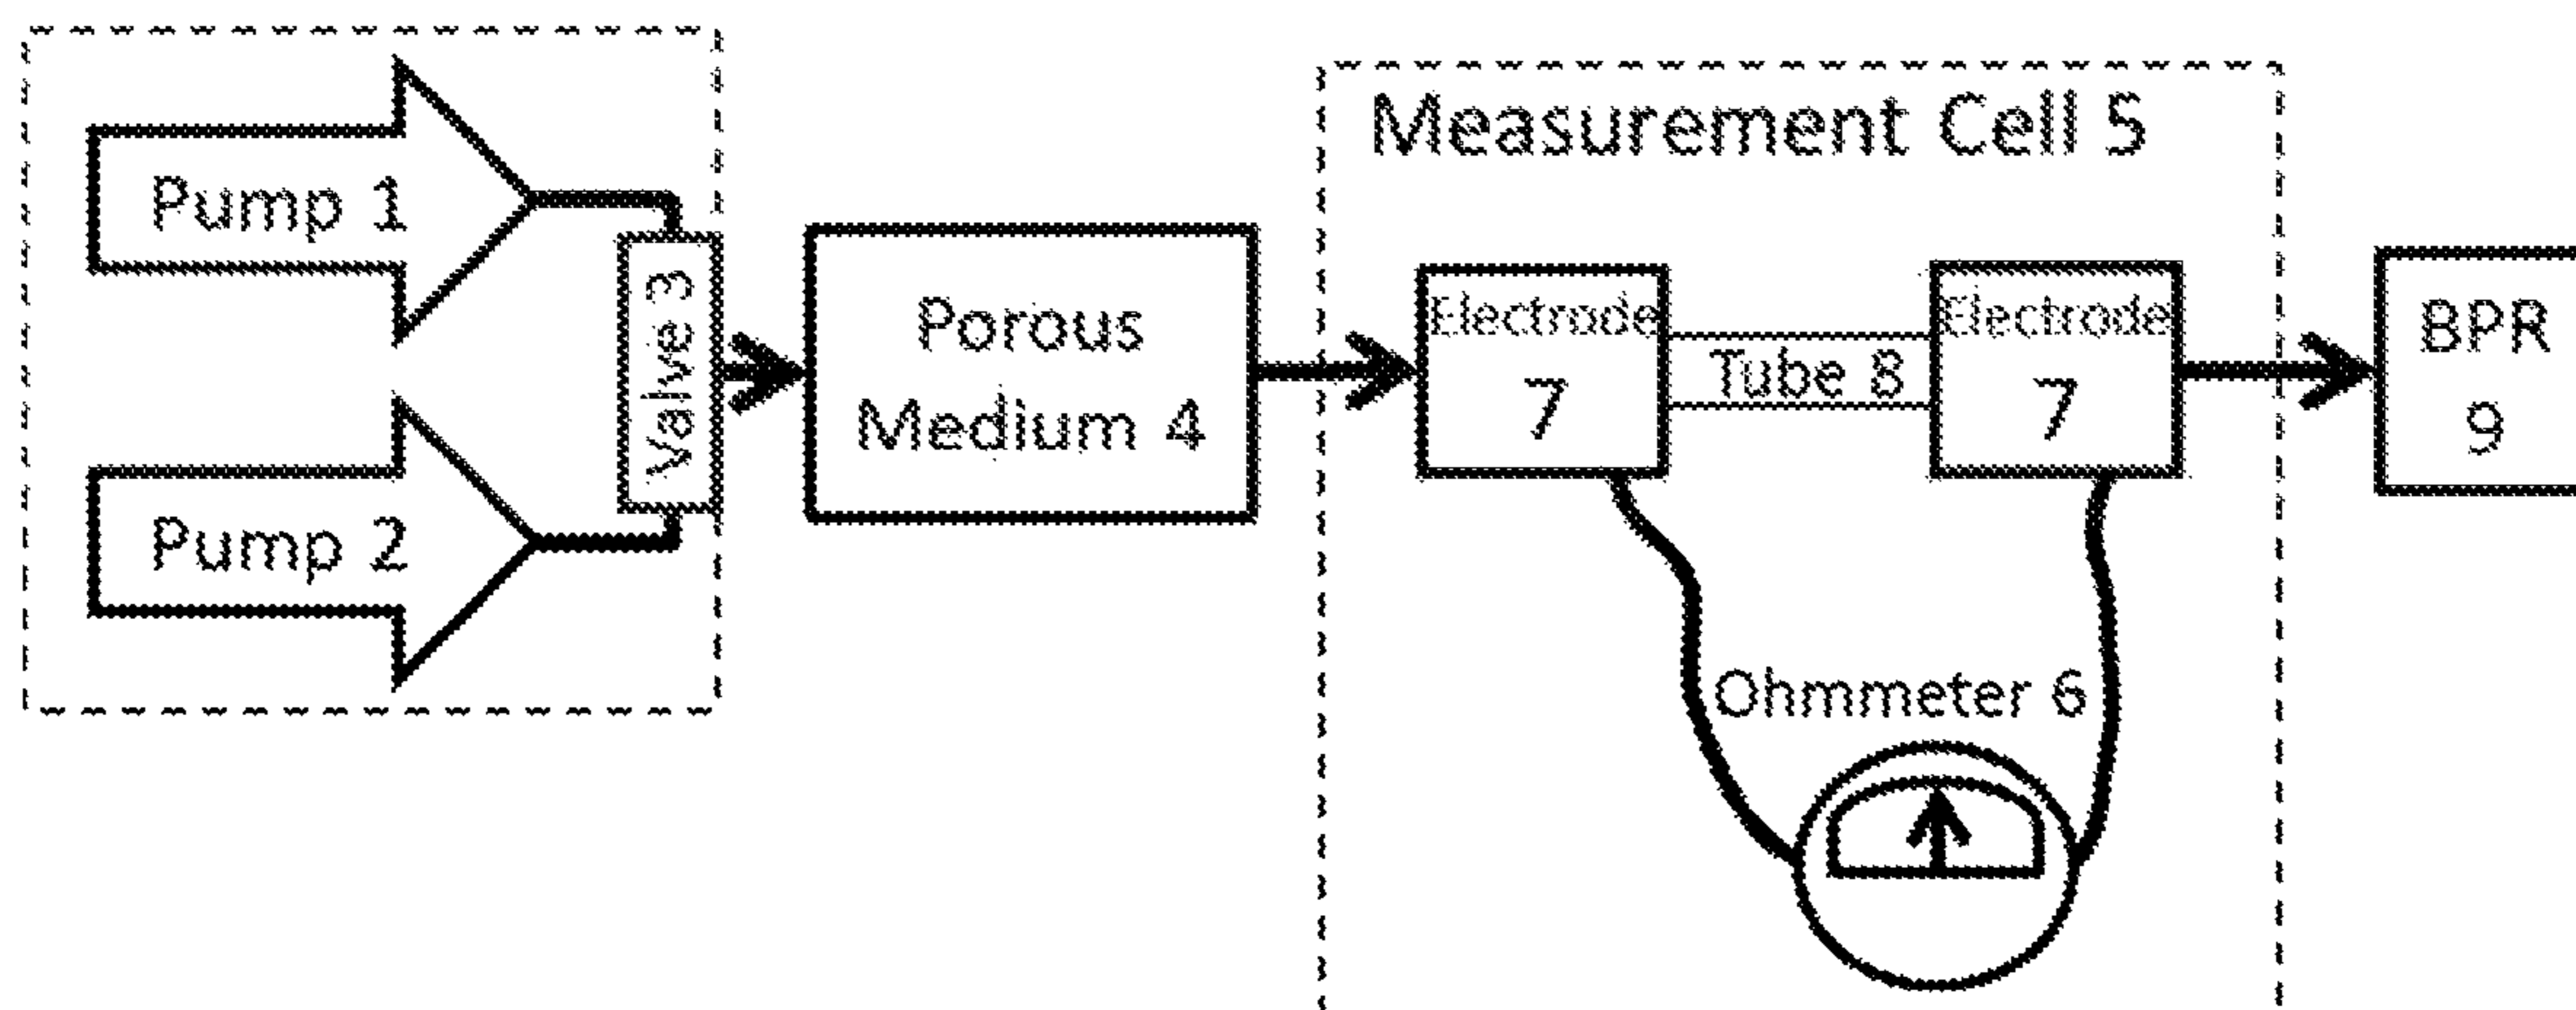 Pump 1
Pump 2
Valve 3
Porous
Medium 4
Measurement Cell 5
Electrode
7
Tube 8
Electrode
7
Ohmmeter 6
BPR
9